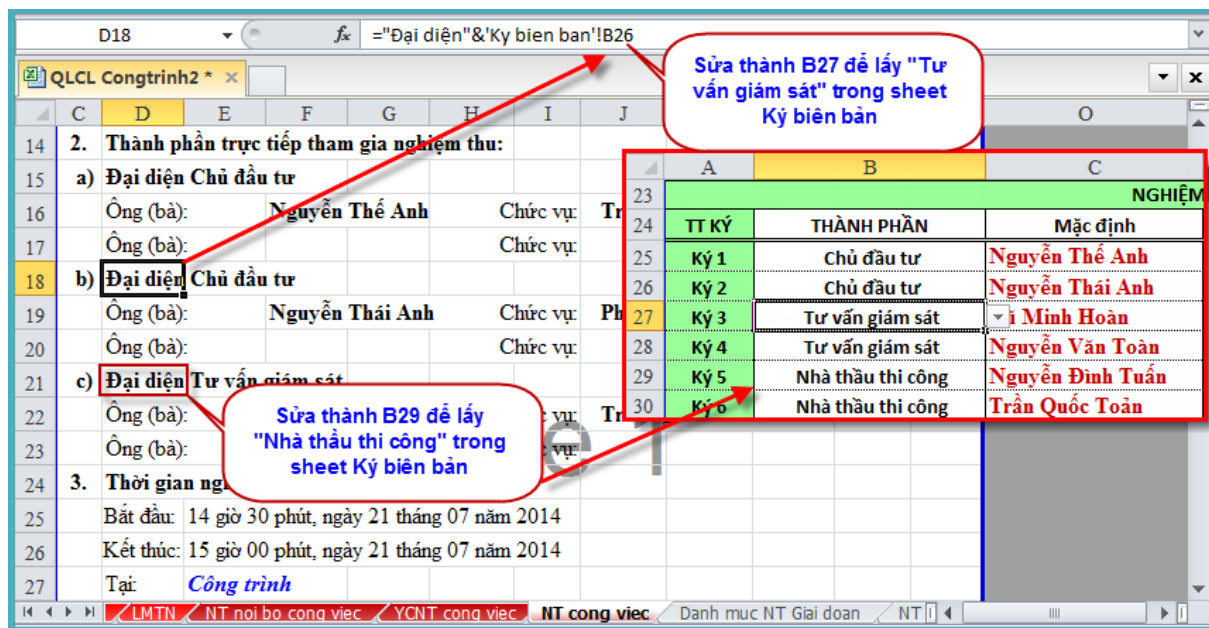 D18 fx ="Đại diện"&'Ky bien ban'!B26
QLCL Congtrinh2 *
Sửa thành B27 để lấy "Tư
vấn giám sát" trong sheet
Ký biên bản
C D E F G H I J O
14 2. Thành phần trực tiếp tham gia nghiệm thu:
15 a) Đại diện Chủ đầu tư
16 Ông (bà): Nguyễn Thế Anh Chức vụ: Tr
17 Ông (bà): Chức vụ:
18 b) Đại diện Chủ đầu tư
19 Ông (bà): Nguyễn Thái Anh Chức vụ: Ph
20 Ông (bà): Chức vụ:
21 c) Đại diện Tư vấn giám sát
22 Ông (bà): vụ: Tr
23 Ông (bà): vụ:
24 3. Thời gian
25 Bắt đầu: 14 giờ 30 phút, ngày 21 tháng 07 năm 2014
26 Kết thúc: 15 giờ 00 phút, ngày 21 tháng 07 năm 2014
27 Tại: Công trình
Sửa thành B29 để lấy
"Nhà thầu thi công" trong
sheet Ký biên bản
A B C
23 NGHIỆM
24 TT KÝ THÀNH PHẦN Mặc định
25 Ký 1 Chủ đầu tư Nguyễn Thế Anh
26 Ký 2 Chủ đầu tư Nguyễn Thái Anh
27 Ký 3 Tư vấn giám sát Minh Hoàn
28 Ký 4 Tư vấn giám sát Nguyễn Văn Toàn
29 Ký 5 Nhà thầu thi công Nguyễn Đình Tuấn
30 Ký 6 Nhà thầu thi công Trần Quốc Toản
LMTN NT noi bo cong viec YCNT cong viec NT cong viec Danh muc NT Giai doan NT